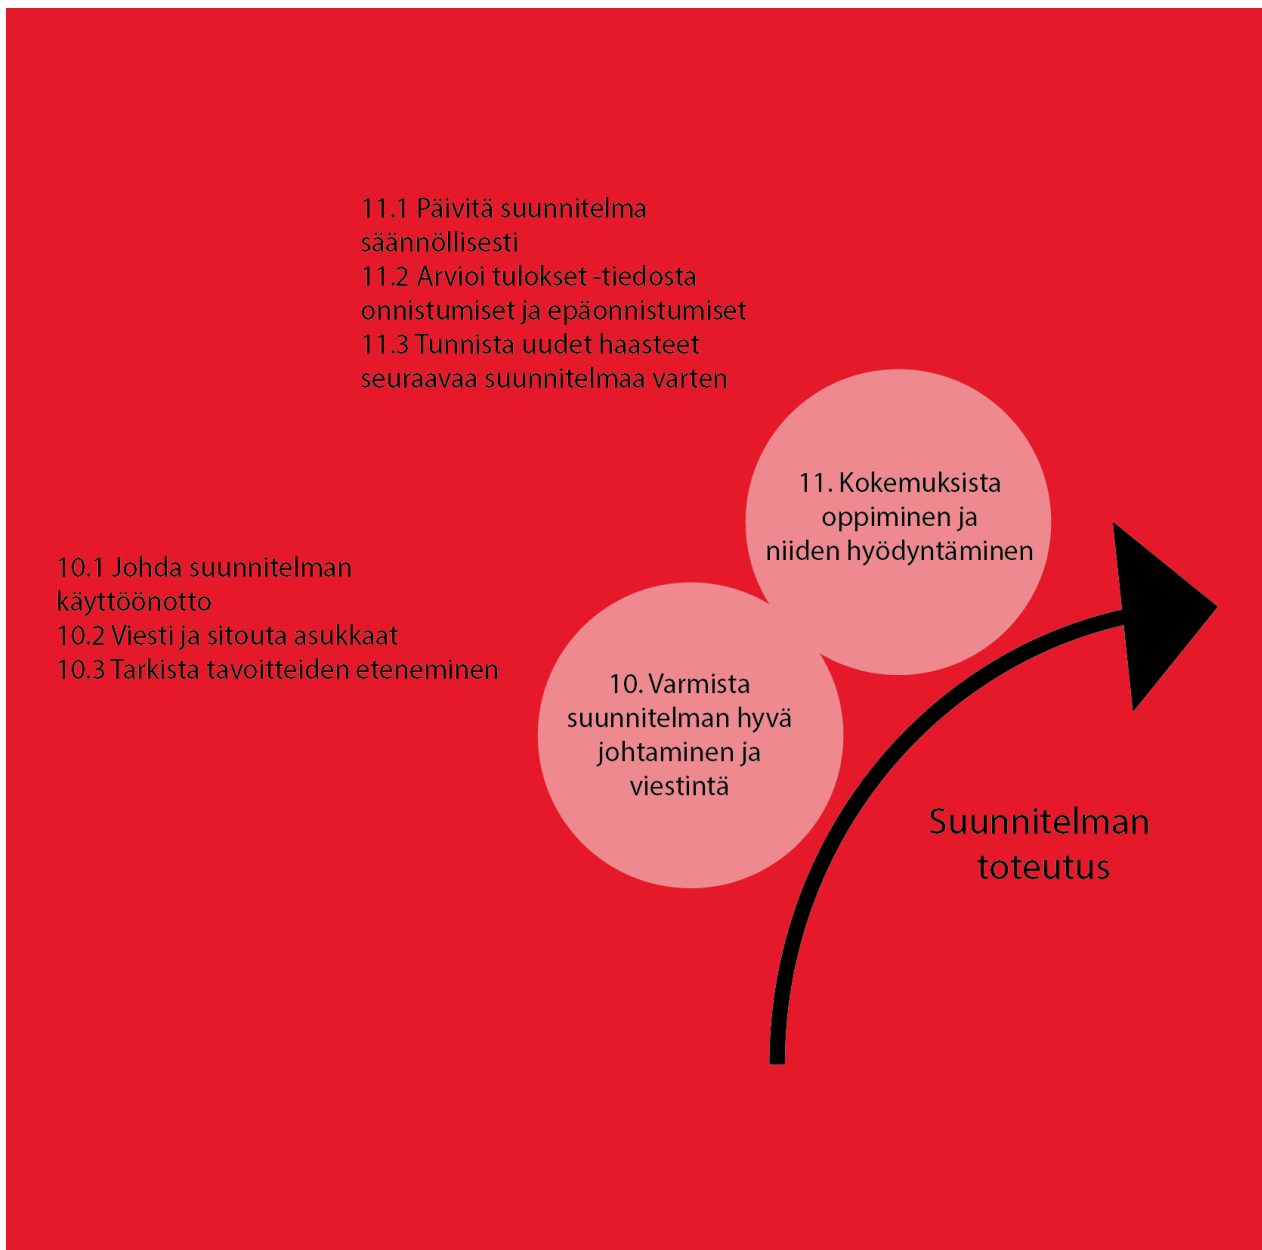 11.1 Päivitä suunnitelma
säännöllisesti
11.2 Arvioi tulokset -tiedosta
onnistumiset ja epäonnistumiset
11.3 Tunnista uudet haasteet
seuraavaa suunnitelmaa varten
11. Kokemuksista
oppiminen ja
niiden hyödyntäminen
10.1 Johda suunnitelman
käyttöönotto
10.2 Viesti ja sitouta asukkaat
10.3 Tarkista tavoitteiden eteneminen
10. Varmista
suunnitelman hyvä
johtaminen ja
viestintä
Suunnitelman
toteutus